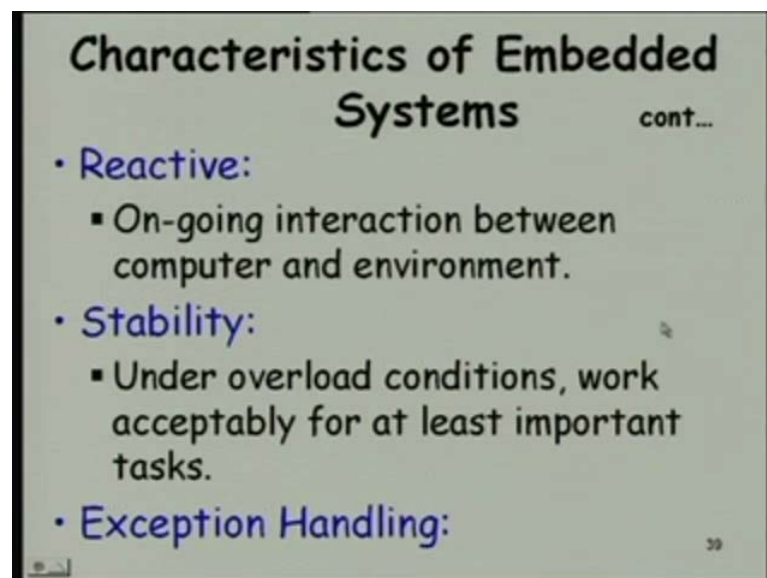 Characteristics of Embedded
Systems cont...
• Reactive:
▪ On-going interaction between
computer and environment.
• Stability:
▪ Under overload conditions, work
acceptably for at least important
tasks.
• Exception Handling:
39